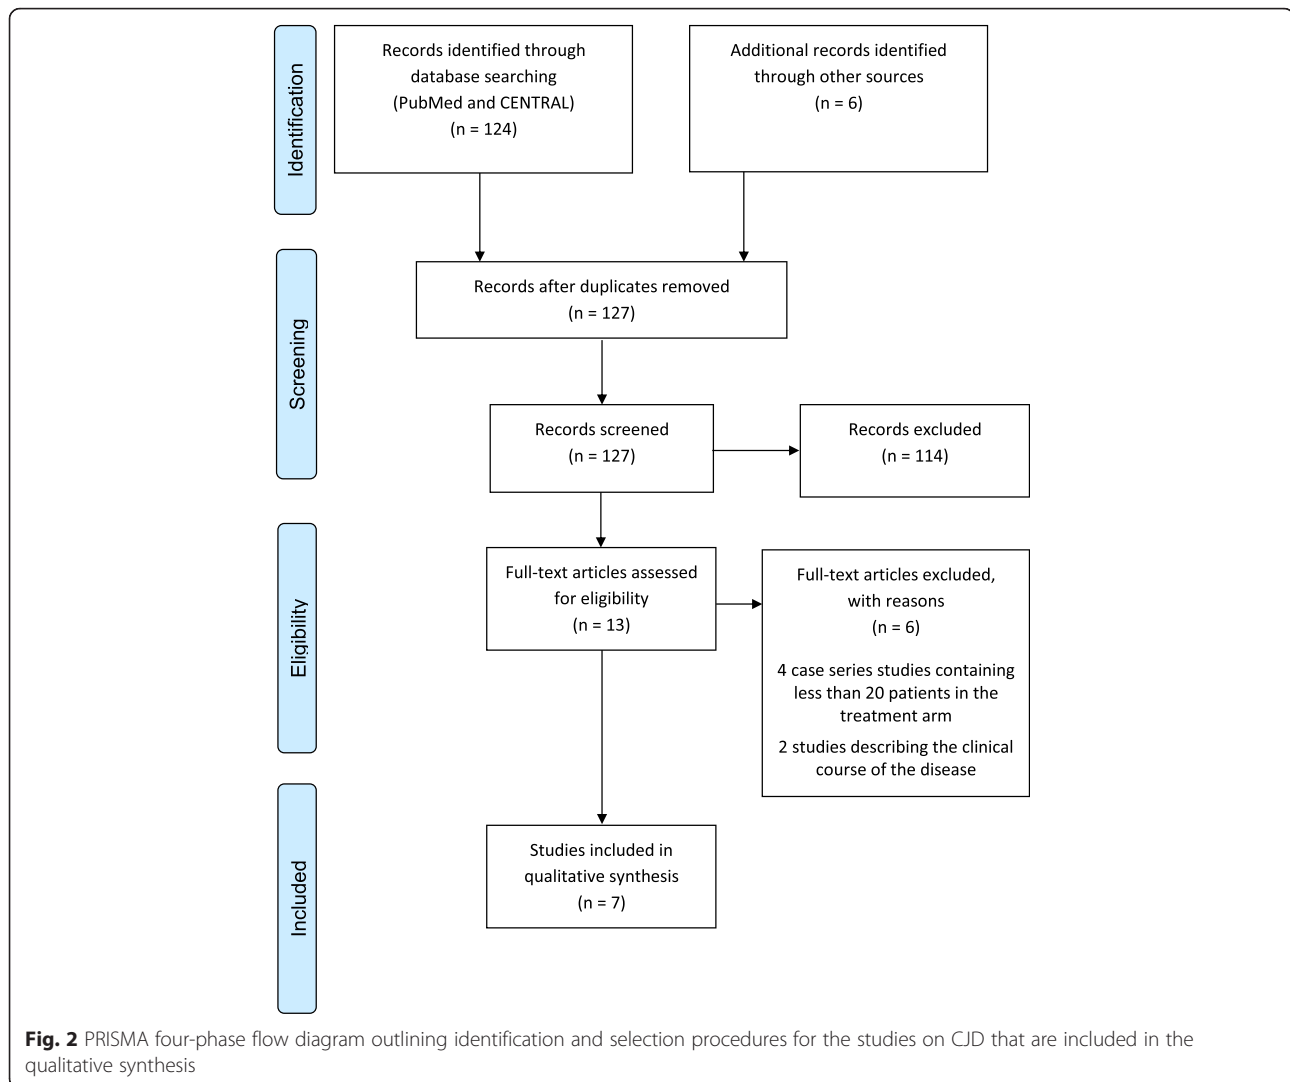 Identification
Records identified through
database searching
(PubMed and CENTRAL)
(n = 124)
Additional records identified
through other sources
(n = 6)
Screening
Records after duplicates removed
(n = 127)
Records screened
(n = 127)
Records excluded
(n = 114)
Eligibility
Full-text articles assessed
for eligibility
(n = 13)
Full-text articles excluded,
with reasons
(n = 6)
4 case series studies containing
less than 20 patients in the
treatment arm
2 studies describing the clinical
course of the disease
Included
Studies included in
qualitative synthesis
(n = 7)
Fig. 2 PRISMA four-phase flow diagram outlining identification and selection procedures for the studies on CJD that are included in the
qualitative synthesis